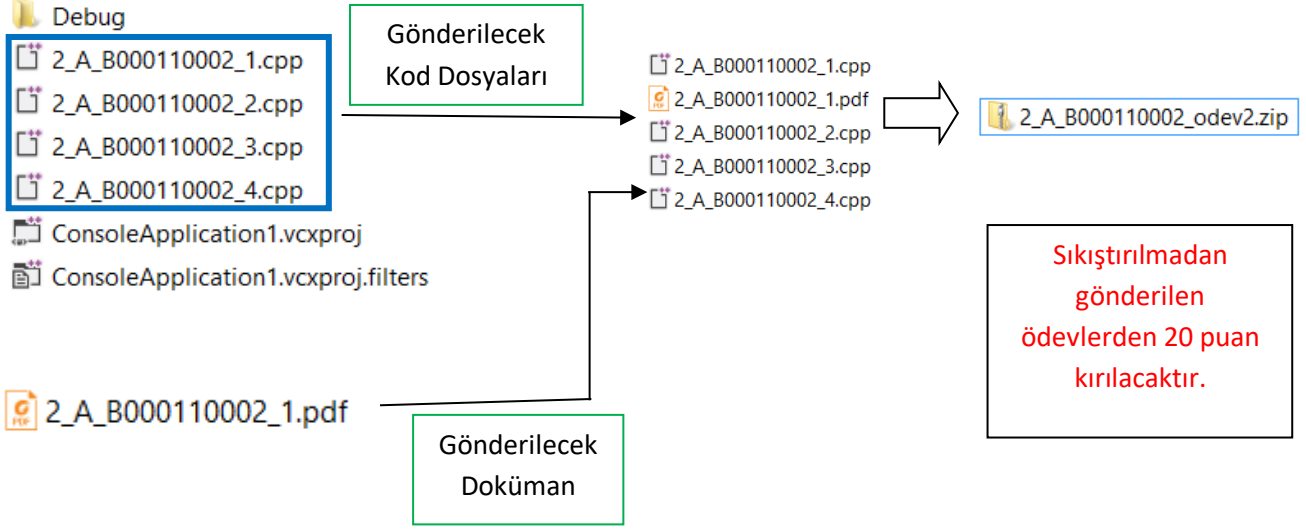 Debug
2_A_B000110002_1.cpp
2_A_B000110002_2.cpp
2_A_B000110002_3.cpp
2_A_B000110002_4.cpp
ConsoleApplication1.vcxproj
ConsoleApplication1.vcxproj.filters
2_A_B000110002_1.pdf
Gönderilecek
Kod Dosyaları
Gönderilecek
Doküman
2_A_B000110002_1.cpp
2_A_B000110002_1.pdf
2_A_B000110002_2.cpp
2_A_B000110002_3.cpp
2_A_B000110002_4.cpp
2_A_B000110002_odev2.zip
Sıkıştırılmadan
gönderilen
ödevlerden 20 puan
kırılacaktır.